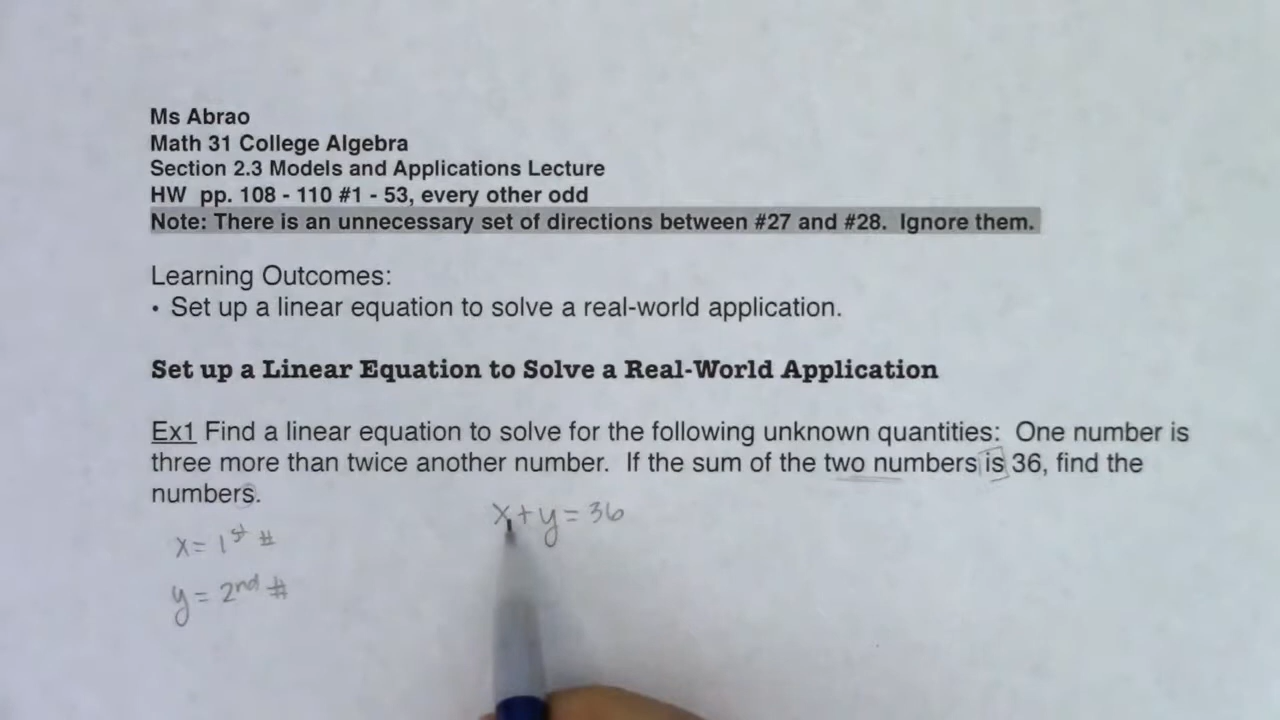 Ms Abrao
Math 31 College Algebra
Section 2.3 Models and Applications Lecture
HW pp. 108 - 110 #1 - 53, every other odd
Note: There is an unnecessary set of directions between #27 and #28. Ignore them.
Learning Outcomes:
• Set up a linear equation to solve a real-world application.
Set up a Linear Equation to Solve a Real-World Application
Ex1 Find a linear equation to solve for the following unknown quantities: One number is
three more than twice another number. If the sum of the two numbers is 36, find the
numbers.
x + y = 36
x = 1st #
y = 2nd #